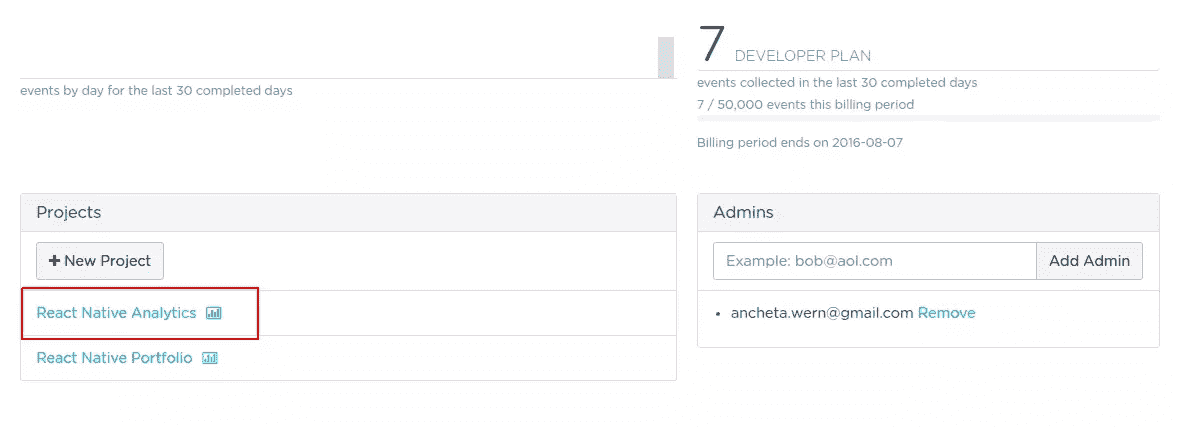 7 DEVELOPER PLAN
events by day for the last 30 completed days
events collected in the last 30 completed days
7 / 50,000 events this billing period
Billing period ends on 2016-08-07
Projects
+ New Project
React Native Analytics
React Native Portfolio
Admins
Example: bob@aol.com
Add Admin
• ancheta.wern@gmail.com Remove